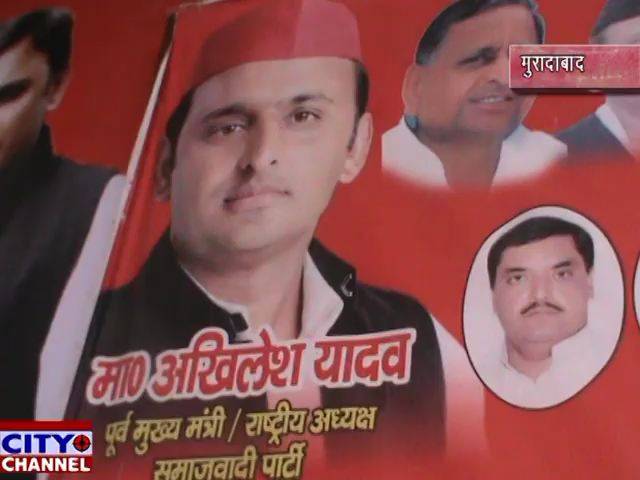 मुरादाबाद
मा० अखिलेश यादव
पूर्व मुख्य मंत्री / राष्ट्रीय अध्यक्ष
समाजवादी पार्टी
CITY
CHANNEL